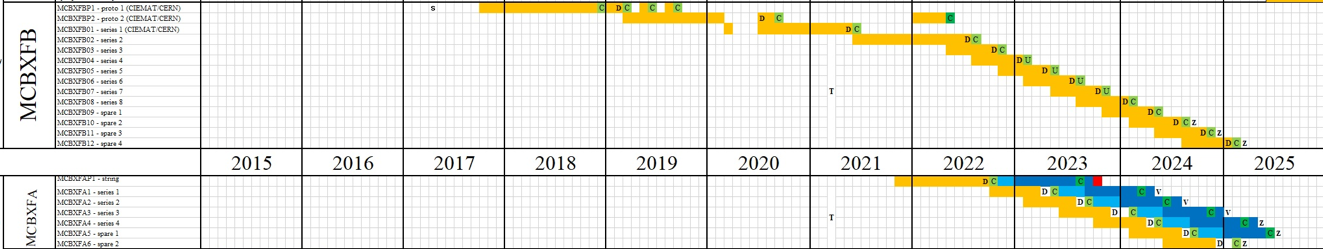 MCBXFB
MCBXFBP1 - proto 1 (CIEMAT/CERN) S C D C C C
MCBXFBP2 - proto 2 (CIEMAT/CERN) D C C
MCBXFB01 - series 1 (CIEMAT/CERN) D C
MCBXFB02 - series 2 D C
MCBXFB03 - series 3 D C
MCBXFB04 - series 4 D U
MCBXFB05 - series 5 D U
MCBXFB06 - series 6 D U
MCBXFB07 - series 7 T D U
MCBXFB08 - series 8 D C
MCBXFB09 - spare 1 D C
MCBXFB10 - spare 2 D C Z
MCBXFB11 - spare 3 D C Z
MCBXFB12 - spare 4 D C Z
2015 2016 2017 2018 2019 2020 2021 2022 2023 2024 2025
MCBXFA
MCBXFAP1 - string D C C
MCBXFA1 - series 1 D C C V
MCBXFA2 - series 2 D C C V
MCBXFA3 - series 3 D C C V
MCBXFA4 - series 4 T D C C Z
MCBXFA5 - spare 1 D C C Z
MCBXFA6 - spare 2 D C Z